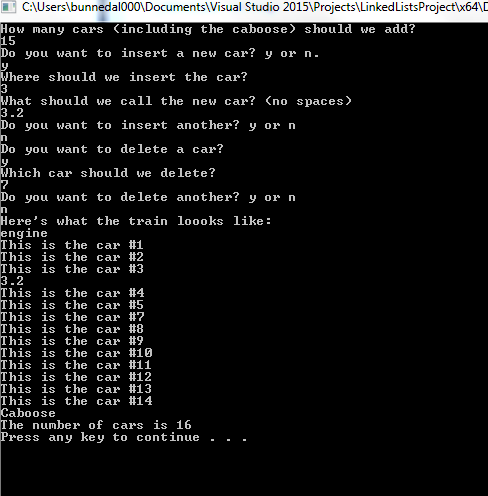 C:\Users\bunnedal000\Documents\Visual Studio 2015\Projects\LinkedListsProject\x64\
How many cars (including the caboose) should we add?
15
Do you want to insert a new car? y or n.
y
Where should we insert the car?
3
What should we call the new car? (no spaces)
3.2
Do you want to insert another? y or n
n
Do you want to delete a car?
y
Which car should we delete?
7
Do you want to delete another? y or n
n
Here's what the train loooks like:
engine
This is the car #1
This is the car #2
This is the car #3
3.2
This is the car #4
This is the car #5
This is the car #7
This is the car #8
This is the car #9
This is the car #10
This is the car #11
This is the car #12
This is the car #13
This is the car #14
Caboose
The number of cars is 16
Press any key to continue . . .